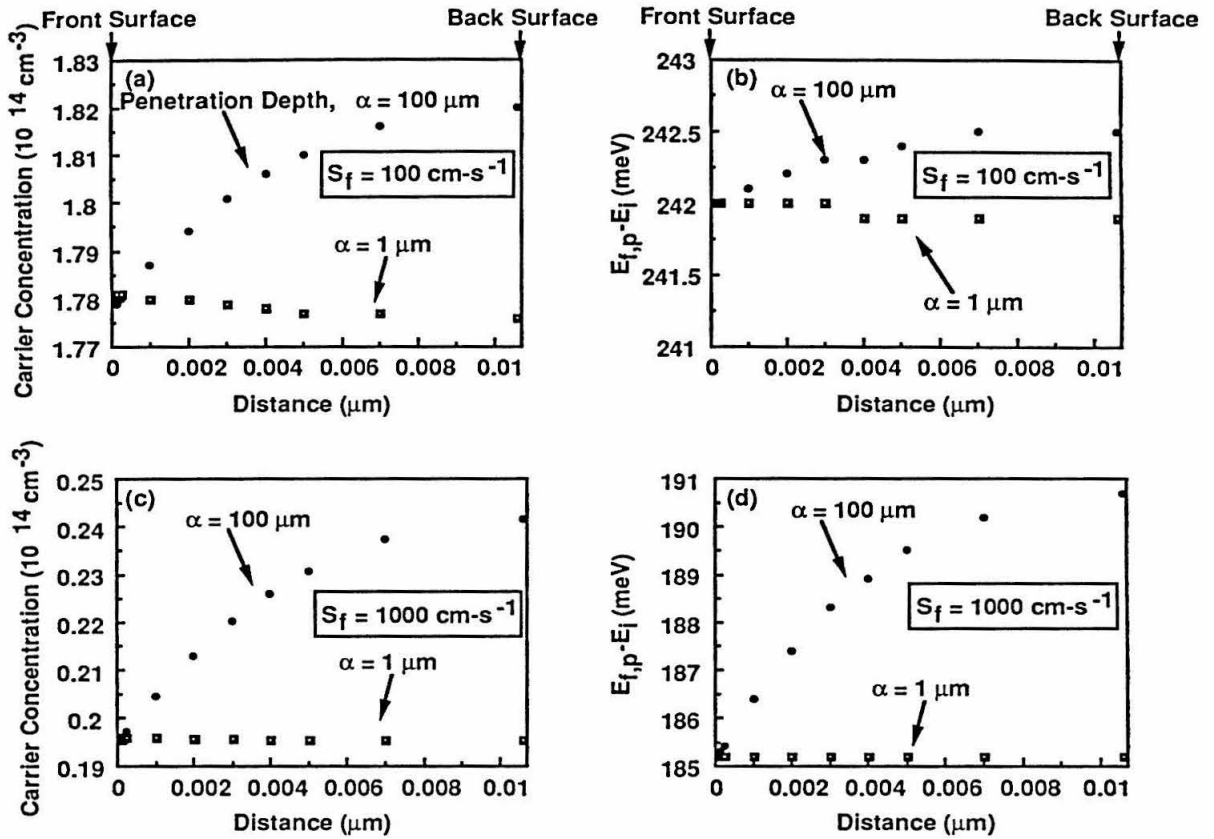 Front Surface
Back Surface
Front Surface
Back Surface
(a)
Penetration Depth, α = 100 μm
S_f = 100 cm-s⁻¹
α = 1 μm
Carrier Concentration (10 ¹⁴ cm⁻³)
1.83
1.82
1.81
1.8
1.79
1.78
1.77
0 0.002 0.004 0.006 0.008 0.01
Distance (μm)
(b)
α = 100 μm
S_f = 100 cm-s⁻¹
α = 1 μm
E_f,p-E_i (meV)
243
242.5
242
241.5
241
0 0.002 0.004 0.006 0.008 0.01
Distance (μm)
(c)
α = 100 μm
S_f = 1000 cm-s⁻¹
α = 1 μm
Carrier Concentration (10 ¹⁴ cm⁻³)
0.25
0.24
0.23
0.22
0.21
0.2
0.19
0 0.002 0.004 0.006 0.008 0.01
Distance (μm)
(d)
α = 100 μm
S_f = 1000 cm-s⁻¹
α = 1 μm
E_f,p-E_i (meV)
191
190
189
188
187
186
185
0 0.002 0.004 0.006 0.008 0.01
Distance (μm)